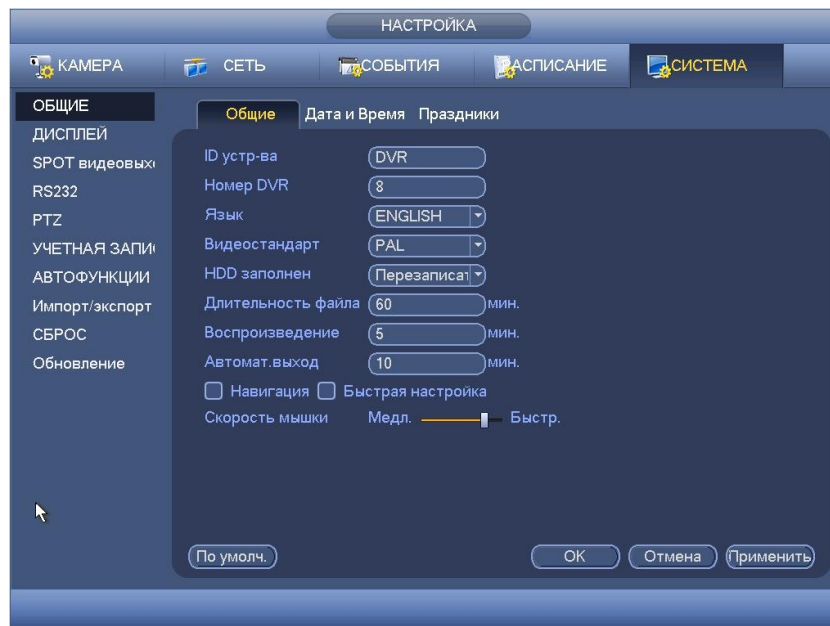 НАСТРОЙКА
КАМЕРА СЕТЬ СОБЫТИЯ АСПИСАНИЕ СИСТЕМА
ОБЩИЕ
ДИСПЛЕЙ
SPOT видеовых
RS232
PTZ
УЧЕТНАЯ ЗАПИ
АВТОФУНКЦИИ
Импорт/экспорт
СБРОС
Обновление
Общие Дата и Время Праздники
ID устр-ва DVR
Номер DVR 8
Язык ENGLISH
Видеостандарт PAL
HDD заполнен Перезаписат
Длительность файла 60 мин.
Воспроизведение 5 мин.
Автомат.выход 10 мин.
Навигация Быстрая настройка
Скорость мышки Медл. Быстр.
По умолч. OK Отмена Применить